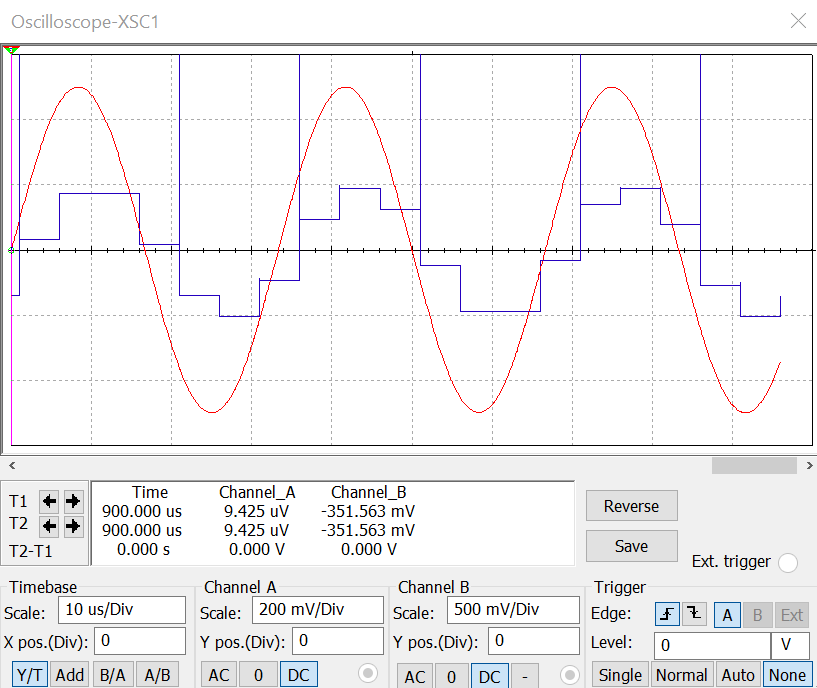 Oscilloscope-XSC1
T1
T2
T2-T1
Time Channel_A Channel_B
900.000 us 9.425 uV -351.563 mV
900.000 us 9.425 uV -351.563 mV
0.000 s 0.000 V 0.000 V
Reverse
Save
Ext. trigger
Timebase
Scale: 10 us/Div
X pos.(Div): 0
Y/T Add B/A A/B
Channel A
Scale: 200 mV/Div
Y pos.(Div): 0
AC 0 DC
Channel B
Scale: 500 mV/Div
Y pos.(Div): 0
AC 0 DC -
Trigger
Edge: A B Ext
Level: 0 V
Single Normal Auto None